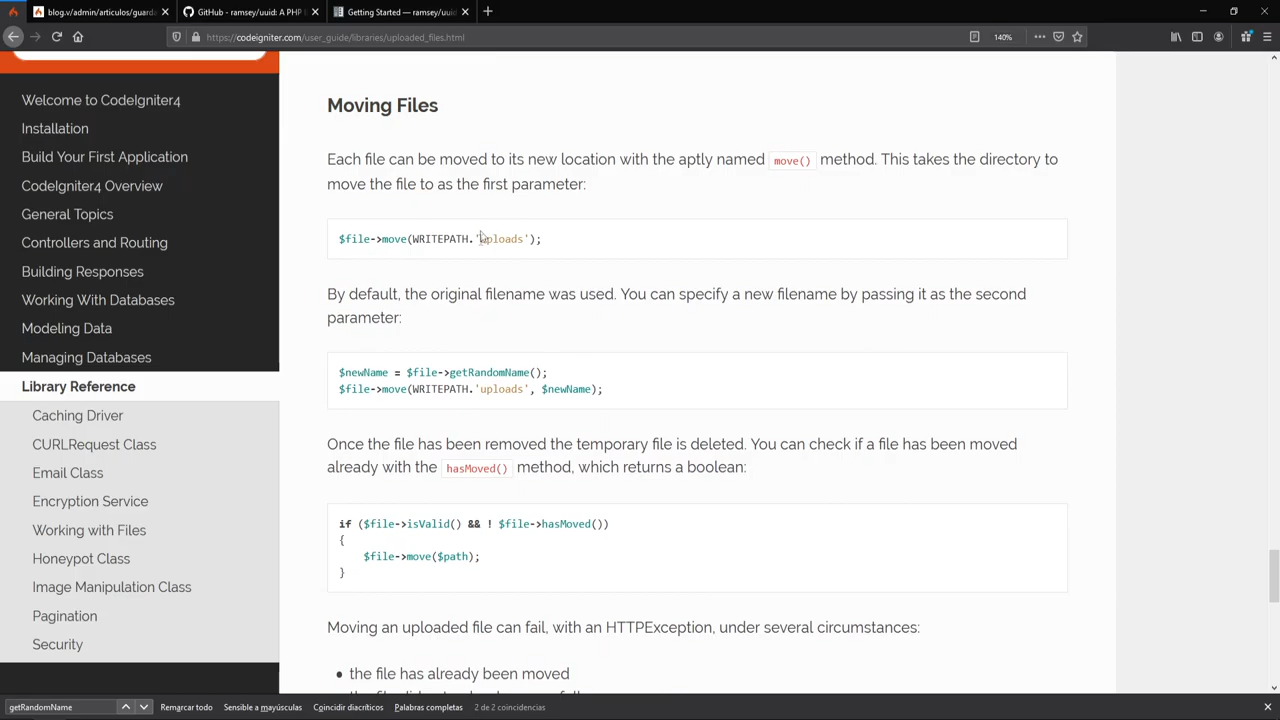 blog.v/admin/articulos/guarda
GitHub - ramsey/uuid: A PHP
Getting Started — ramsey/uuid
https://codeigniter.com/user_guide/libraries/uploaded_files.html
140%
Welcome to CodeIgniter4
Installation
Build Your First Application
CodeIgniter4 Overview
General Topics
Controllers and Routing
Building Responses
Working With Databases
Modeling Data
Managing Databases
Library Reference
Caching Driver
CURLRequest Class
Email Class
Encryption Service
Working with Files
Honeypot Class
Image Manipulation Class
Pagination
Security
Moving Files
Each file can be moved to its new location with the aptly named move() method. This takes the directory to
move the file to as the first parameter:
$file->move(WRITEPATH.'uploads');
By default, the original filename was used. You can specify a new filename by passing it as the second
parameter:
$newName = $file->getRandomName();
$file->move(WRITEPATH.'uploads', $newName);
Once the file has been removed the temporary file is deleted. You can check if a file has been moved
already with the hasMoved() method, which returns a boolean:
if ($file->isValid() && ! $file->hasMoved())
{
$file->move($path);
}
Moving an uploaded file can fail, with an HTTPException, under several circumstances:
• the file has already been moved
getRandomName
Remarcar todo
Sensible a mayúsculas
Coincidir diacríticos
Palabras completas
2 de 2 coincidencias